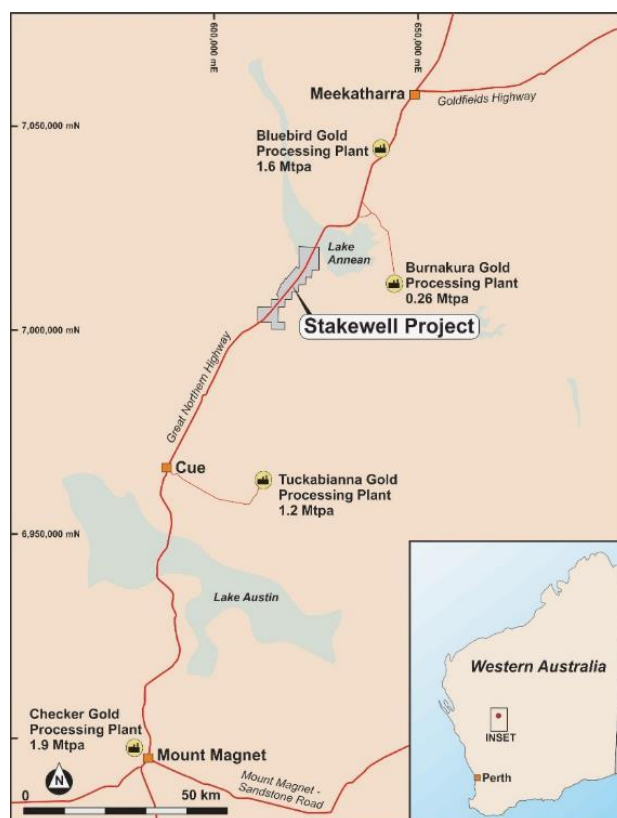 600,000 mE
650,000 mE
Meekatharra
Goldfields Highway
7,050,000 mN
Bluebird Gold
Processing Plant
1.6 Mtpa
Lake
Annean
Burnakura Gold
Processing Plant
0.26 Mtpa
7,000,000 mN
Stakewell Project
Great Northern Highway
Cue
Tuckabianna Gold
Processing Plant
1.2 Mtpa
6,950,000 mN
Lake Austin
Western Australia
INSET
Perth
Checker Gold
Processing Plant
1.9 Mtpa
Mount Magnet
Mount Magnet -
Sandstone Road
N
0
50 km